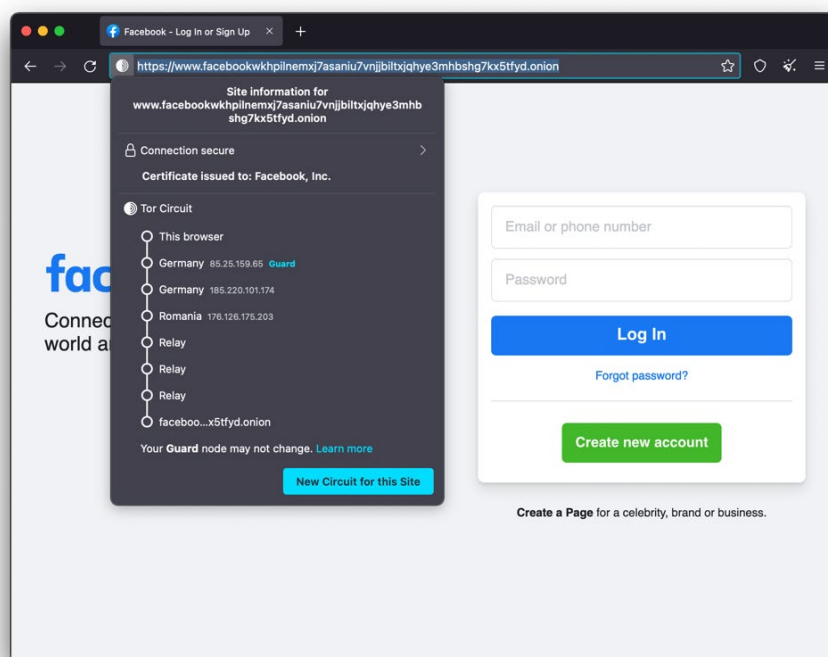 Facebook - Log In or Sign Up
https://www.facebookwkhpilnemxj7asaniu7vnjjbiltxjqhye3mhbshg7kx5tfyd.onion
Site information for
www.facebookwkhpilnemxj7asaniu7vnjjbiltxjqhye3mhb
shg7kx5tfyd.onion
Connection secure
Certificate issued to: Facebook, Inc.
Tor Circuit
This browser
Germany 85.25.159.65 Guard
Germany 185.220.101.174
Romania 176.126.175.203
Relay
Relay
Relay
faceboo...x5tfyd.onion
Your Guard node may not change. Learn more
New Circuit for this Site
fac
Connec
world a
Email or phone number
Password
Log In
Forgot password?
Create new account
Create a Page for a celebrity, brand or business.